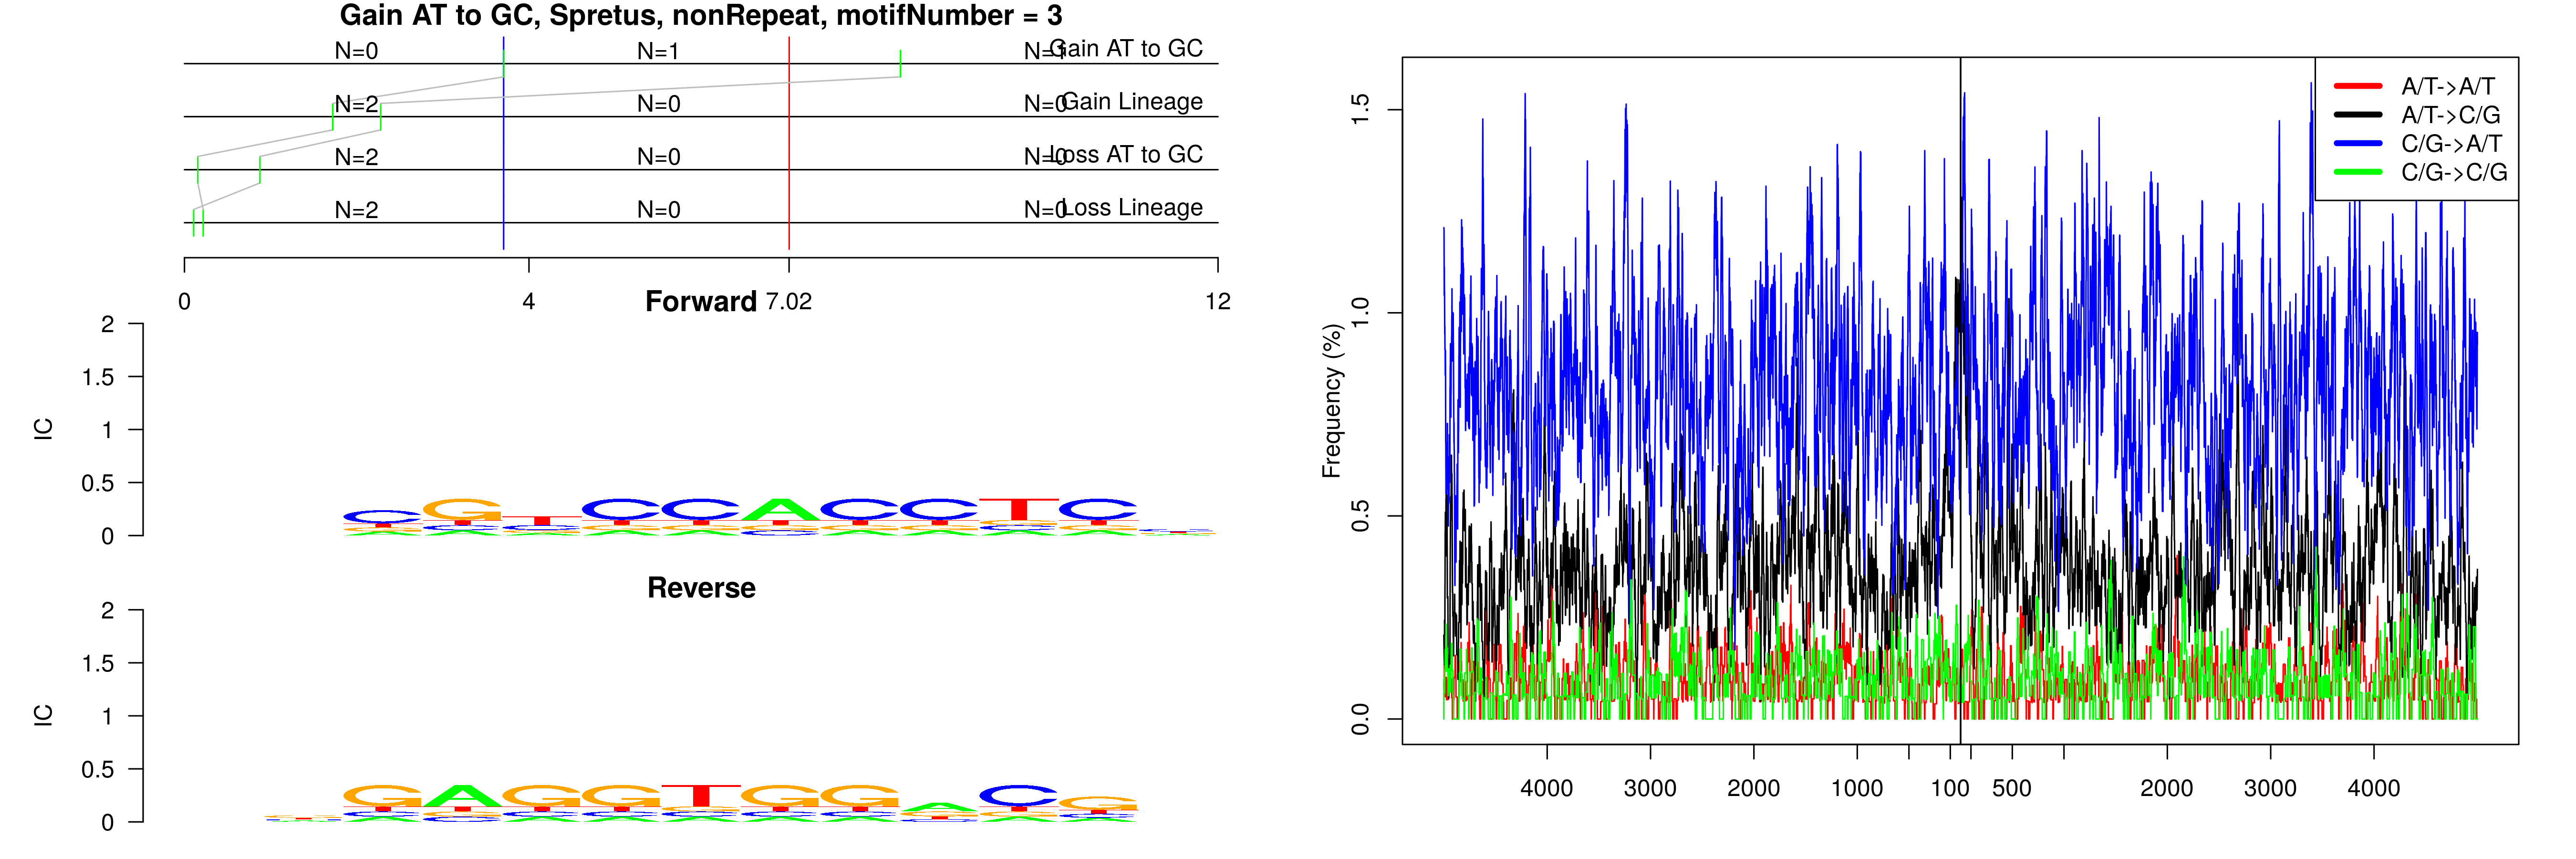 Gain AT to GC, Spretus, nonRepeat, motifNumber = 3
N=0 N=1 N=1 Gain AT to GC
N=2 N=0 N=0 Gain Lineage
N=2 N=0 N=0 Loss AT to GC
N=2 N=0 N=0 Loss Lineage
0 4 7.02 12
Forward
2
1.5
1
0.5
0
IC
CGTCCACCTC
Reverse
2
1.5
1
0.5
0
IC
GAGGTGGACG
A/T->A/T
A/T->C/G
C/G->A/T
C/G->C/G
1.5
1.0
0.5
0.0
Frequency (%)
4000 3000 2000 1000 100 500 2000 3000 4000